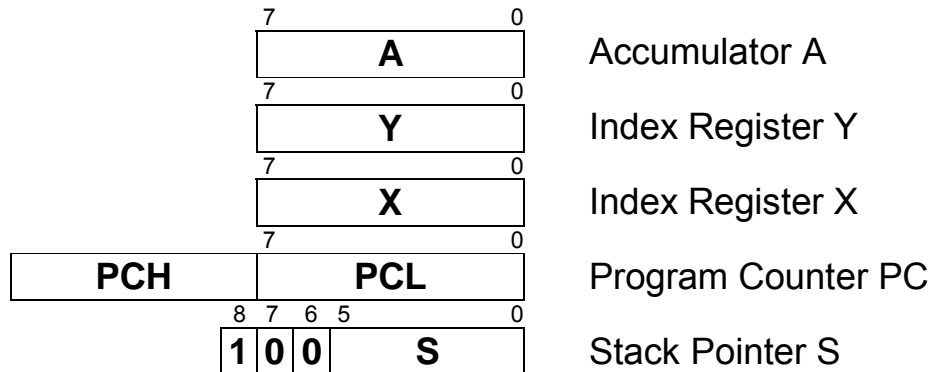 7 0
A Accumulator A
7 0
Y Index Register Y
7 0
X Index Register X
7 0
PCH PCL Program Counter PC
8 7 6 5 0
1 0 0 S Stack Pointer S